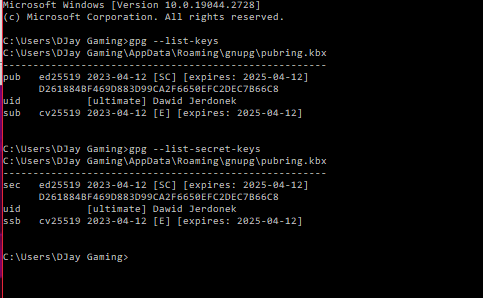 Microsoft Windows [Version 10.0.19044.2728]
(c) Microsoft Corporation. All rights reserved.
C:\Users\DJay Gaming>gpg --list-keys
C:\Users\DJay Gaming\AppData\Roaming\gnupg\pubring.kbx
------------------------------------------------------
pub   ed25519 2023-04-12 [SC] [expires: 2025-04-12]
      D261884BF469D883D99CA2F6650EFC2DEC7B66C8
uid           [ultimate] Dawid Jerdonek
sub   cv25519 2023-04-12 [E] [expires: 2025-04-12]
C:\Users\DJay Gaming>gpg --list-secret-keys
C:\Users\DJay Gaming\AppData\Roaming\gnupg\pubring.kbx
------------------------------------------------------
sec   ed25519 2023-04-12 [SC] [expires: 2025-04-12]
      D261884BF469D883D99CA2F6650EFC2DEC7B66C8
uid           [ultimate] Dawid Jerdonek
ssb   cv25519 2023-04-12 [E] [expires: 2025-04-12]
C:\Users\DJay Gaming>